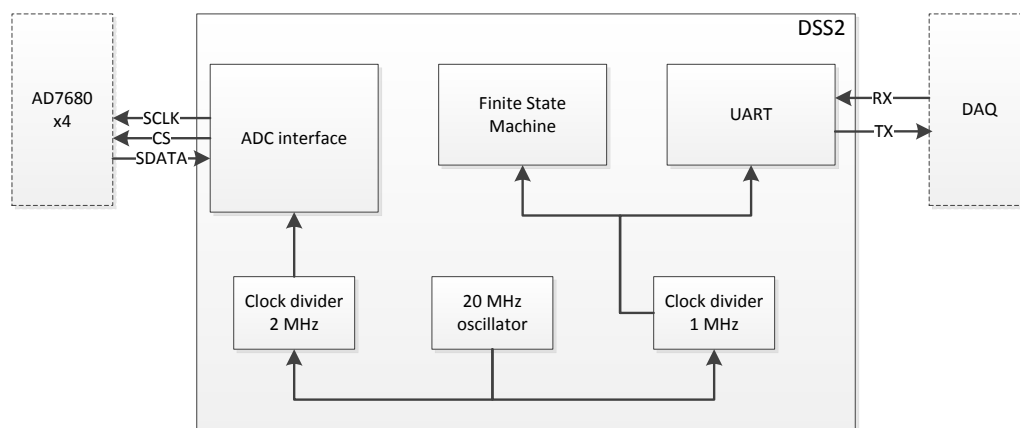 DSS2
AD7680
x4
SCLK
CS
SDATA
ADC interface
Finite State
Machine
UART
RX
TX
DAQ
Clock divider
2 MHz
20 MHz
oscillator
Clock divider
1 MHz